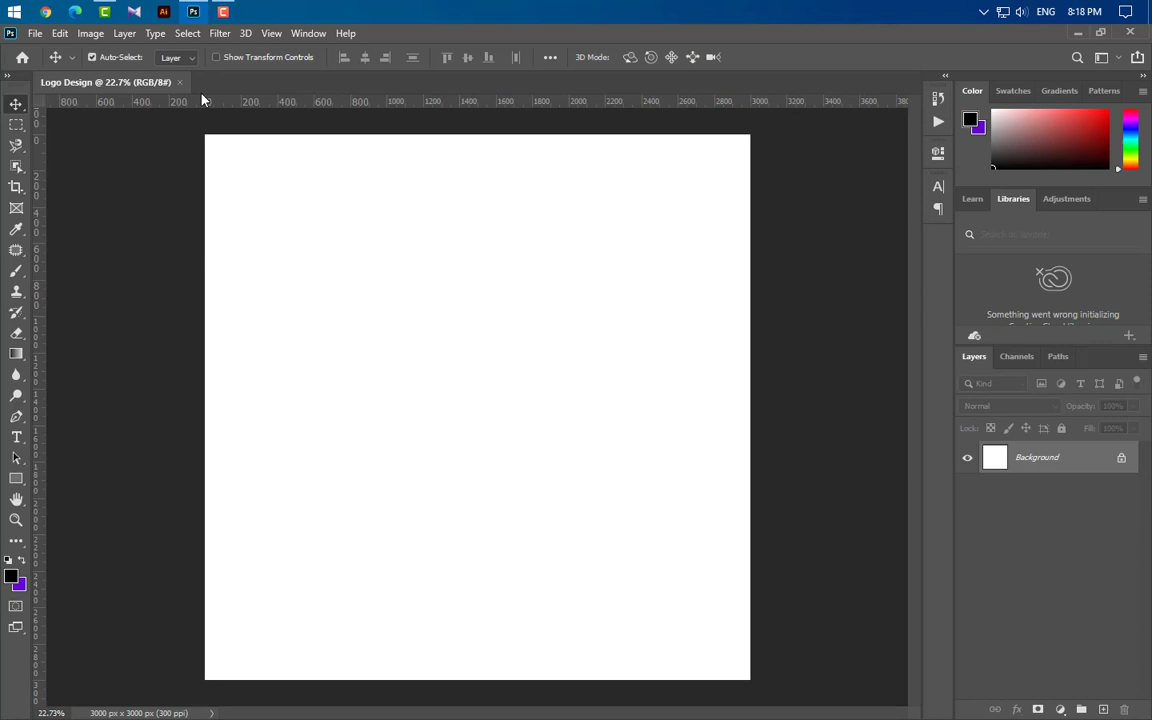 Ai
Ps
ENG
8:18 PM
Ps
File
Edit
Image
Layer
Type
Select
Filter
3D
View
Window
Help
Auto-Select:
Layer
Show Transform Controls
3D Mode:
Logo Design @ 22.7% (RGB/8#)
800 600 400 200 200 400 600 800 1000 1200 1400 1600 1800 2000 2200 2400 2600 2800 3000 3200 3400 3600
Color
Swatches
Gradients
Patterns
Learn
Libraries
Adjustments
Something went wrong initializing
Layers
Channels
Paths
Kind
Normal
Opacity: 100%
Lock:
Fill: 100%
Background
22.73%
3000 px x 3000 px (300 ppi)